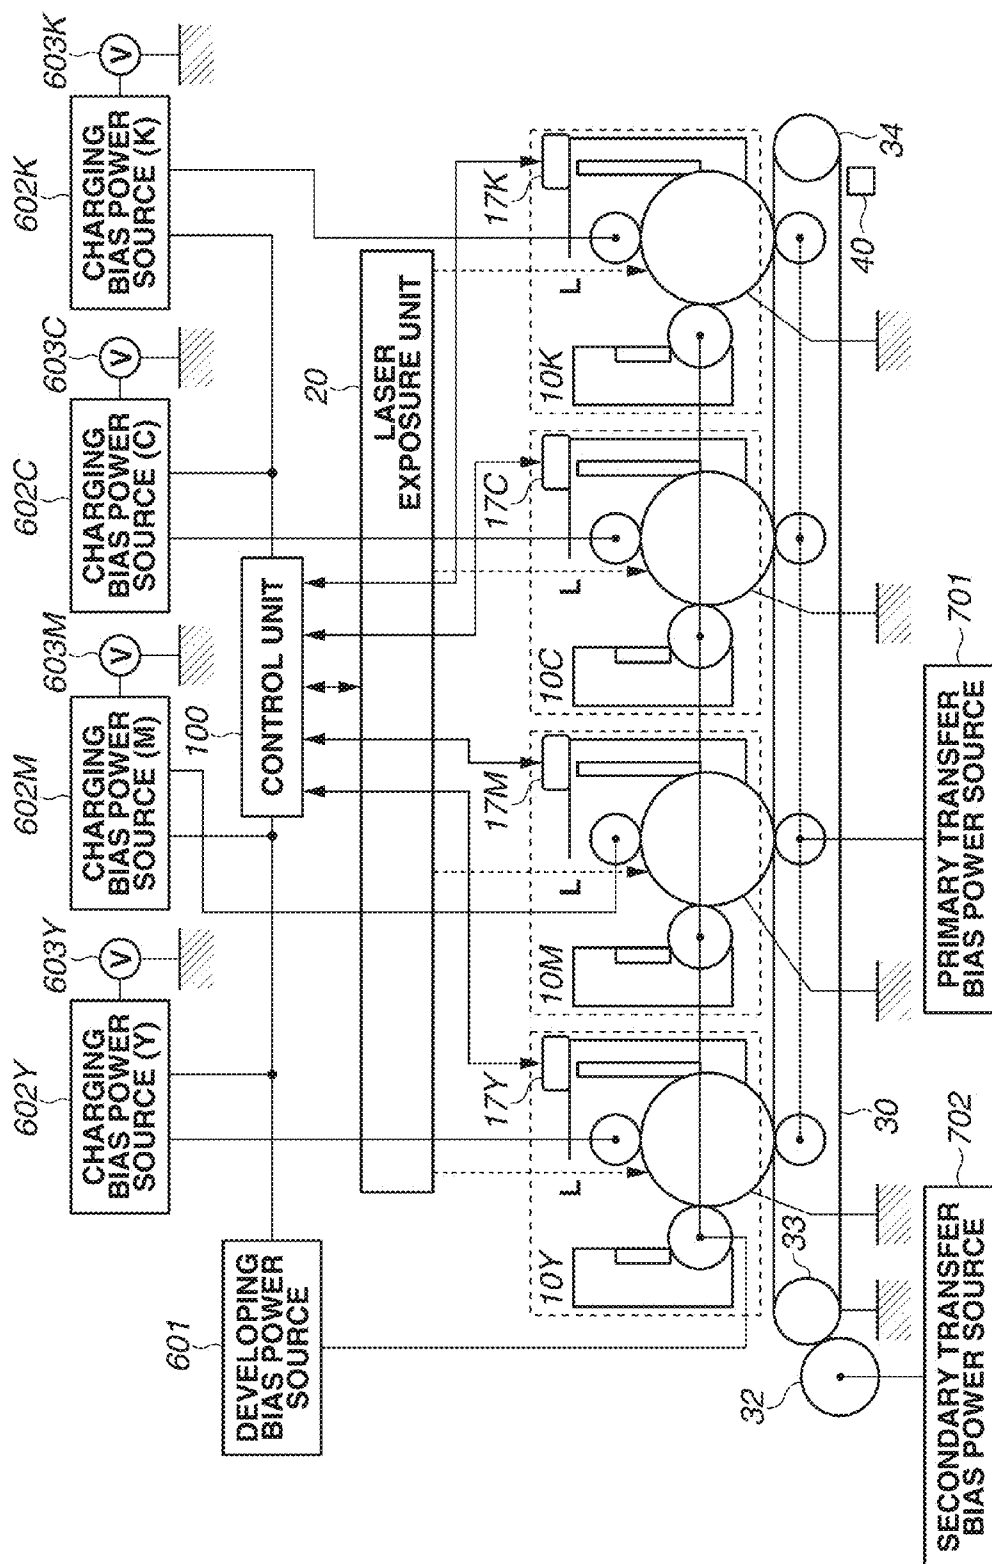 603K
V
602K
CHARGING
BIAS POWER
SOURCE (K)
603C
V
602C
CHARGING
BIAS POWER
SOURCE (C)
603M
V
602M
CHARGING
BIAS POWER
SOURCE (M)
603Y
V
602Y
CHARGING
BIAS POWER
SOURCE (Y)
601
DEVELOPING
BIAS POWER
SOURCE
100
CONTROL UNIT
20
LASER
EXPOSURE UNIT
17K
L
10K
17C
L
10C
17M
L
10M
17Y
L
10Y
34
40
30
33
32
701
PRIMARY TRANSFER
BIAS POWER SOURCE
702
SECONDARY TRANSFER
BIAS POWER SOURCE